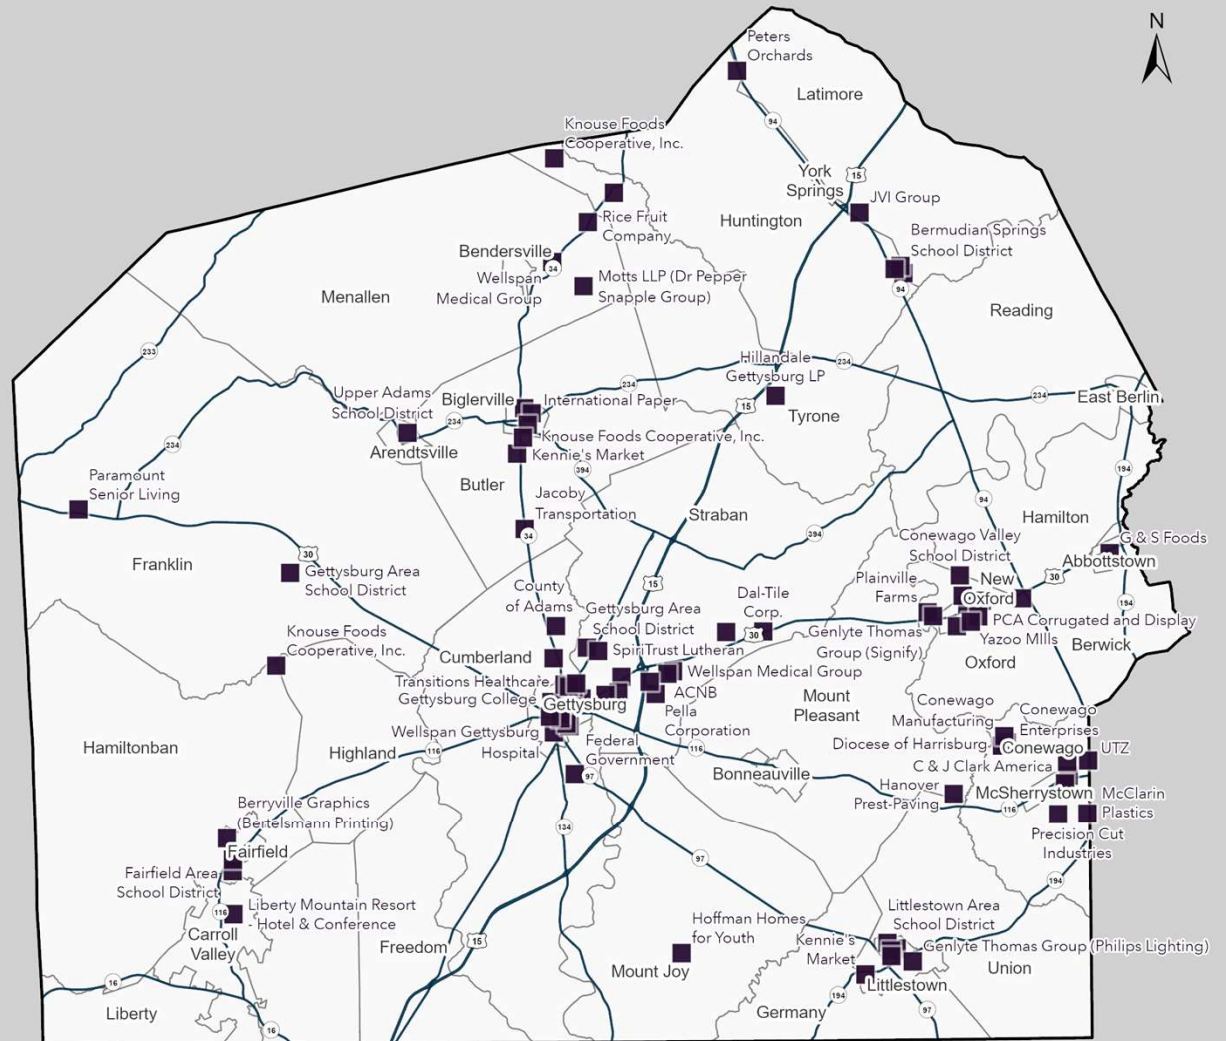 N
Peters
Orchards
Latimore
94
Knouse Foods
Cooperative, Inc.
York
Springs
15
JVI Group
Rice Fruit
Company
Huntington
Bermudian Springs
School District
Bendersville
34
Wellspan
Medical Group
Motts LLP (Dr Pepper
Snapple Group)
94
Menallen
Reading
233
Hillandale
Gettysburg LP
234
234
234
East Berlin
Upper Adams
School District
Biglerville
International Paper
15
Tyrone
234
234
Arendtsville
Knouse Foods Cooperative, Inc.
Kennie's Market
394
194
Paramount
Senior Living
Butler
Jacoby
Transportation
94
Straban
Hamilton
34
394
Conewago Valley
School District
G & S Foods
Abbottstown
30
Franklin
Gettysburg Area
School District
15
County
of Adams
Dal-Tile
Corp.
Plainville
Farms
New
Oxford
30
194
Gettysburg Area
School District
30
Genlyte Thomas
Group (Signify)
PCA Corrugated and Display
Yazoo MIlls
Knouse Foods
Cooperative, Inc.
SpiriTrust Lutheran
Berwick
Cumberland
Oxford
Transitions Healthcare
Wellspan Medical Group
Gettysburg College
ACNB
Gettysburg
Mount
Pleasant
Pella
Corporation
Conewago
Manufacturing
Conewago
Enterprises
Wellspan Gettysburg
Hospital
Federal
Government
Hamiltonban
Highland
116
116
Diocese of Harrisburg
Conewago
UTZ
C & J Clark America
97
Bonneauville
Hanover
Prest-Paving
McSherrystown
116
McClarin
Plastics
Berryville Graphics
(Bertelsmann Printing)
134
Precision Cut
Industries
Fairfield
97
Fairfield Area
School District
194
116
Liberty Mountain Resort
- Hotel & Conference
Carroll
Valley
Freedom
15
Hoffman Homes
for Youth
Littlestown Area
School District
Kennie's
Market
Genlyte Thomas Group (Philips Lighting)
Mount Joy
Union
16
Littlestown
194
97
Liberty
Germany
16